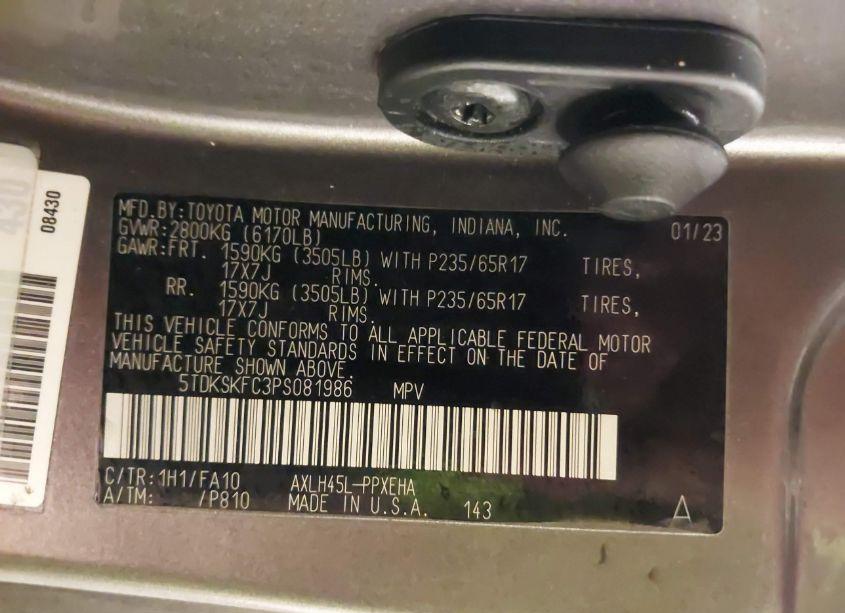 430
08430
MFD.BY:TOYOTA MOTOR MANUFACTURING, INDIANA, INC. 01/23
GVWR:2800KG (6170LB)
GAWR:FRT. 1590KG (3505LB) WITH P235/65R17 TIRES,
17X7J RIMS.
RR. 1590KG (3505LB) WITH P235/65R17 TIRES,
17X7J RIMS.
THIS VEHICLE CONFORMS TO ALL APPLICABLE FEDERAL MOTOR
VEHICLE SAFETY STANDARDS IN EFFECT ON THE DATE OF
MANUFACTURE SHOWN ABOVE.
5TDKSKFC3PS081986 MPV
C/TR:1H1/FA10 AXLH45L-PPXEHA
A/TM: /P810 MADE IN U.S.A. 143 A